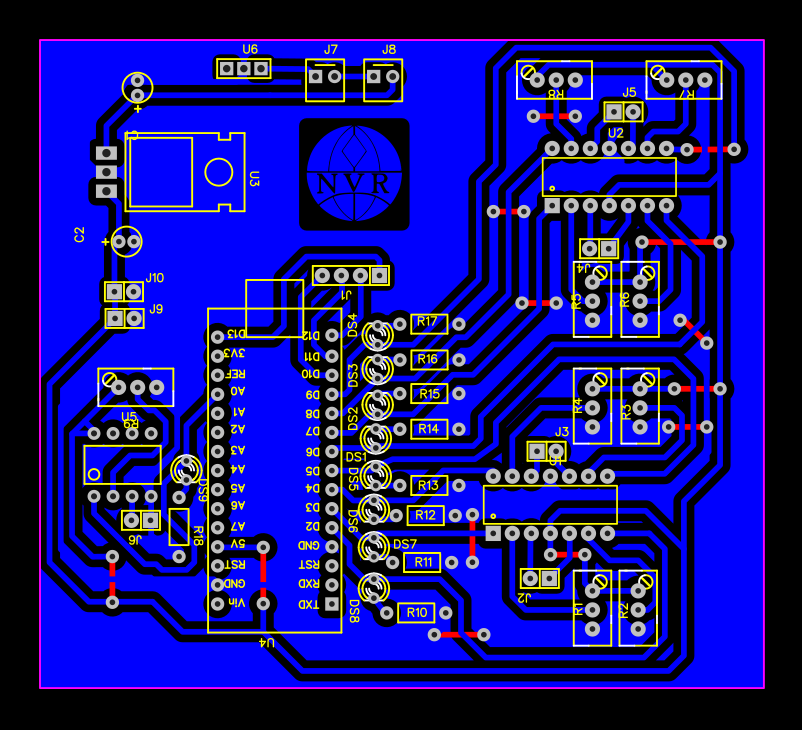 U6
J7
J8
R8
R7
J5
U2
C1
U3
NVR
C2
J4
J10
J1
J9
R5
R6
DS4
R17
D13
D12
3V3
D11
R16
REF
D10
DS3
A0
D9
R15
A1
D8
DS2
R4
R3
U5
R9
A2
D7
R14
J3
A3
D6
DS1
U1
A4
D5
DS5
R13
DS9
A5
D4
A6
D3
R12
A7
D2
DS6
R18
J6
5V
GND
DS7
RST
RST
R11
GND
RXD
J2
Vin
TXD
DS8
R10
R1
R2
U4